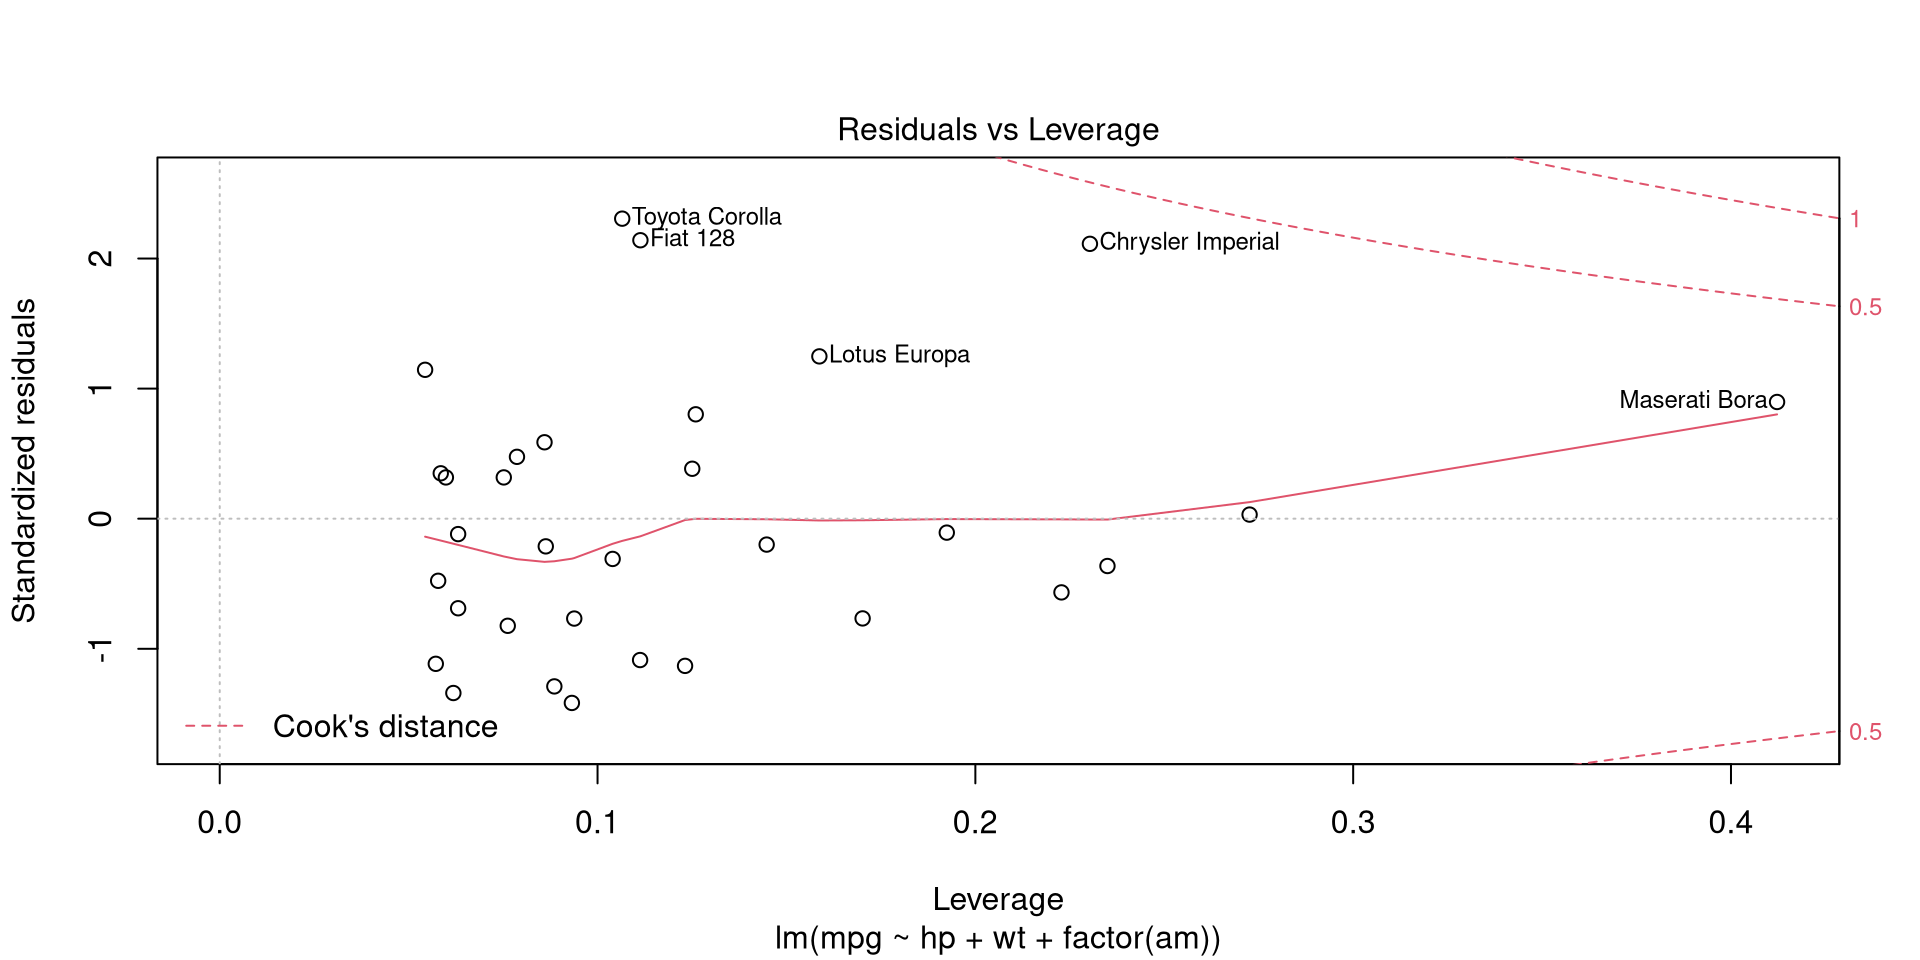 Residuals vs Leverage
Toyota Corolla
Fiat 128
Chrysler Imperial
Lotus Europa
Maserati Bora
1
0.5
0.5
2
1
0
-1
Standardized residuals
Cook's distance
0.0 0.1 0.2 0.3 0.4
Leverage
lm(mpg ~ hp + wt + factor(am))